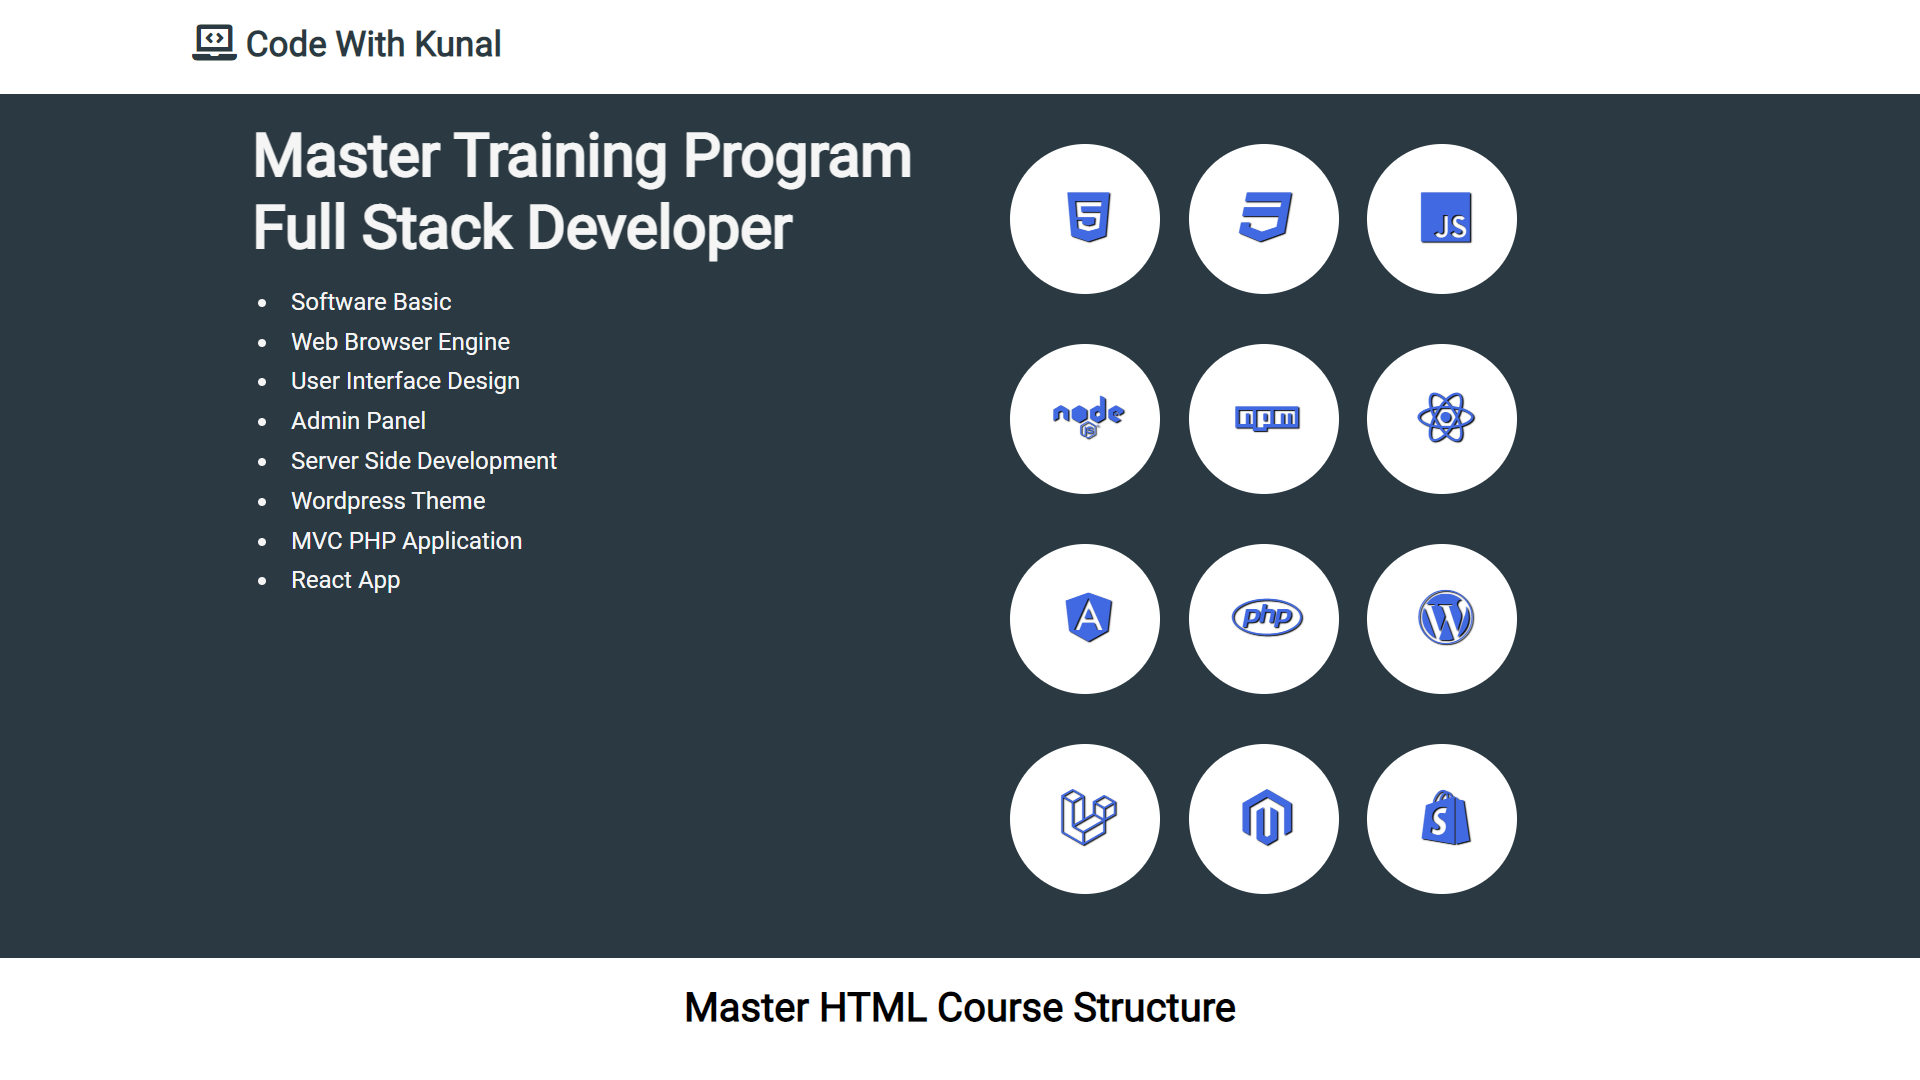 Code With Kunal
Master Training Program
Full Stack Developer
Software Basic
Web Browser Engine
User Interface Design
Admin Panel
Server Side Development
Wordpress Theme
MVC PHP Application
React App
5
3
JS
node
JS
npm
A
php
W
S
Master HTML Course Structure